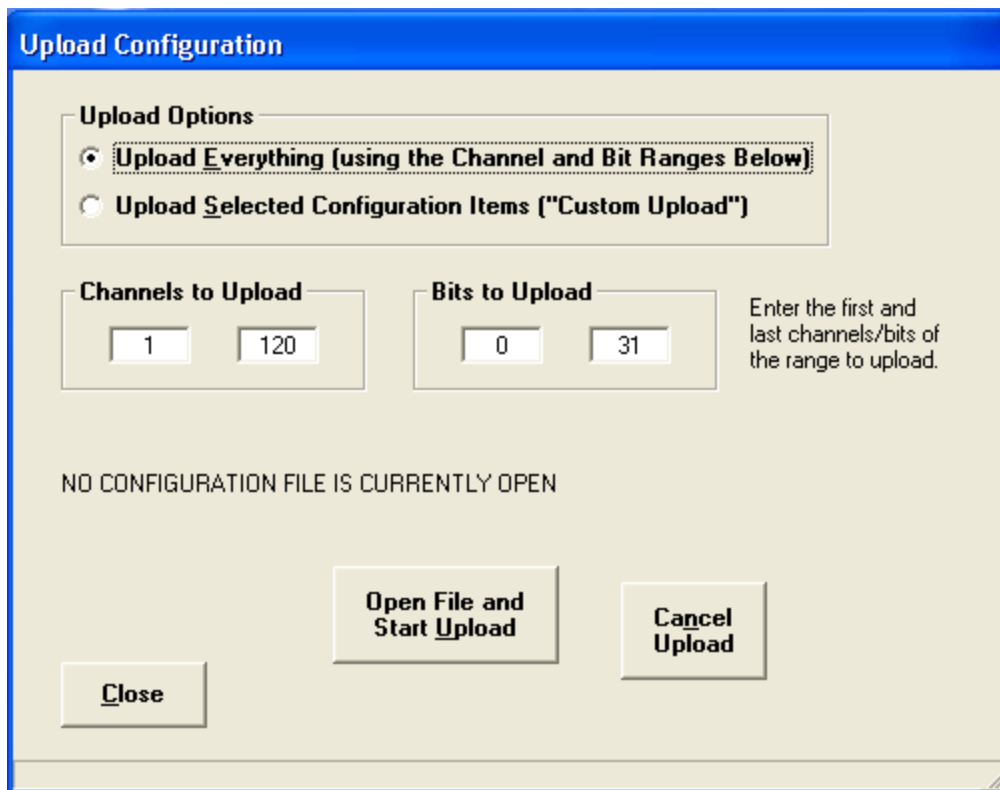 Upload Configuration
Upload Options
Upload Everything (using the Channel and Bit Ranges Below)
Upload Selected Configuration Items ("Custom Upload")
Channels to Upload
1 120
Bits to Upload
0 31
Enter the first and
last channels/bits of
the range to upload.
NO CONFIGURATION FILE IS CURRENTLY OPEN
Open File and
Start Upload
Cancel
Upload
Close